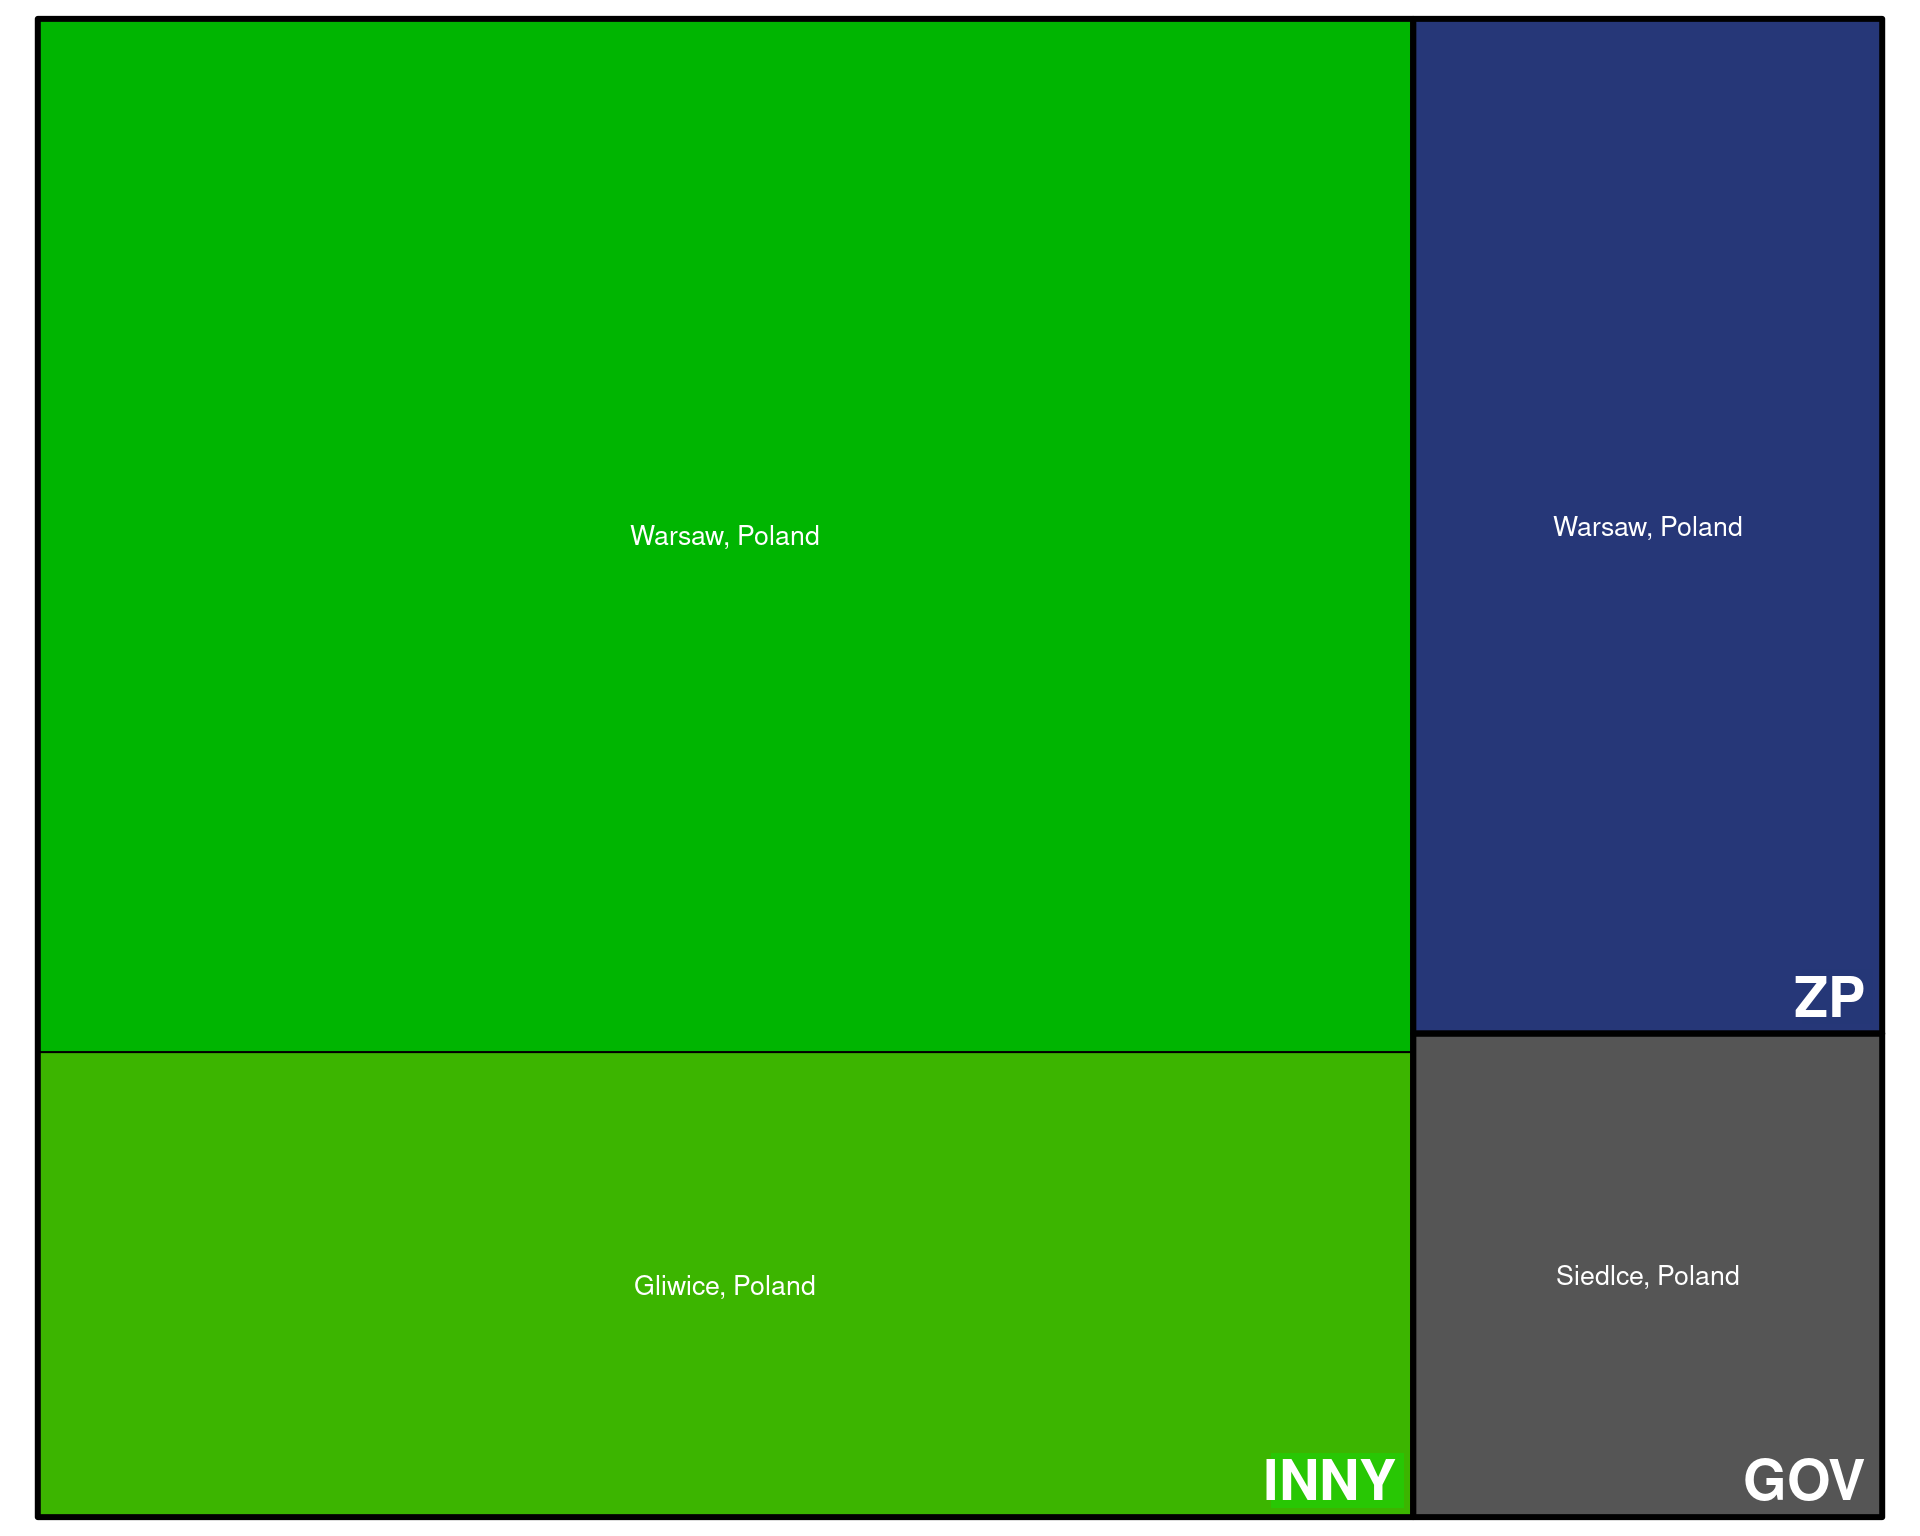 Warsaw, Poland
Warsaw, Poland
ZP
Gliwice, Poland
Siedlce, Poland
INNY
GOV